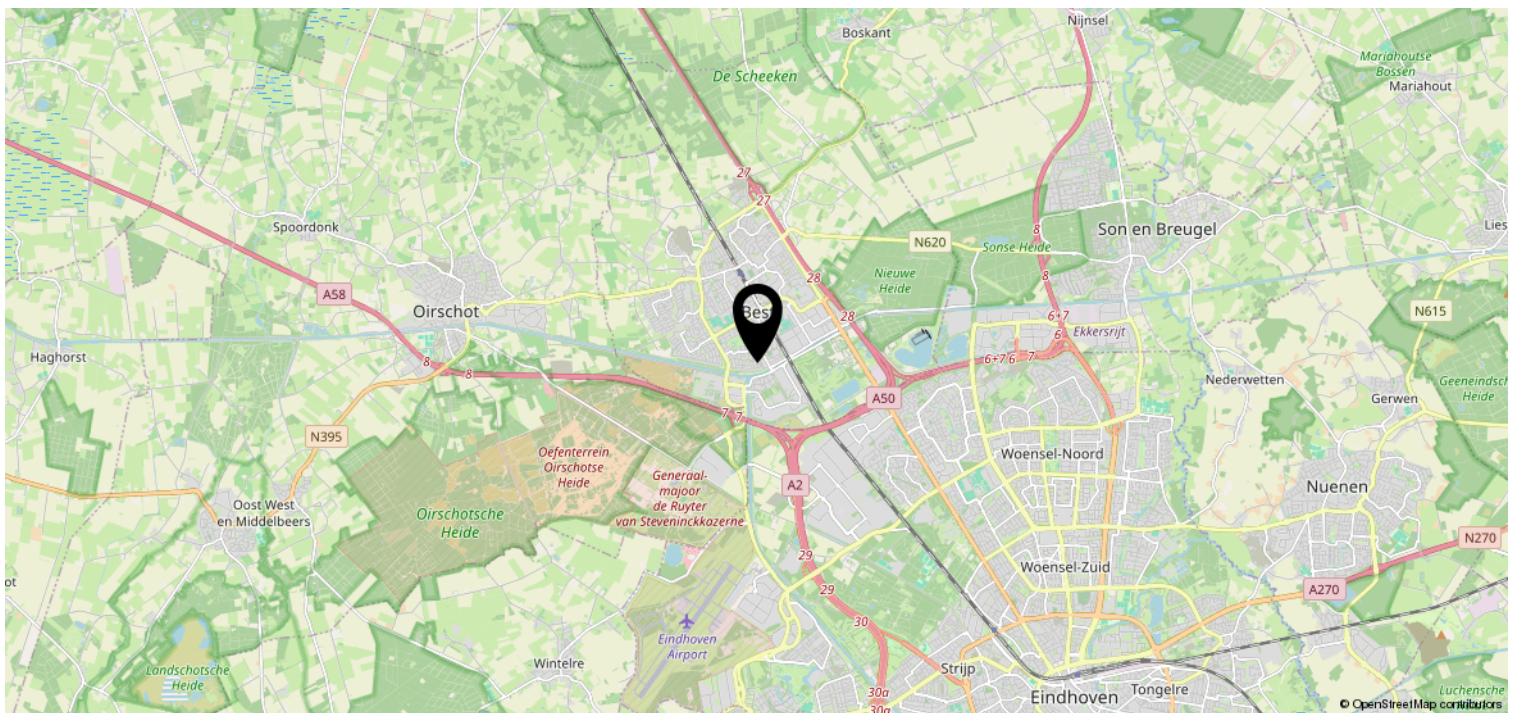 Nijnsel
Boskant
De Scheeken
Mariahoutse
Bossen
Mariahout
27
27
Spoordonk
8
Son en Breugel
Lies
N620
Sonse Heide
Nieuwe
Heide
28
8
A58
Oirschot
Best
28
6+7
6
Ekkersrijt
N615
Haghorst
8
8
6+7 6
7
Nederwetten
Geeneindsch
Heide
Gerwen
A50
7
7
N395
Oefenterrein
Oirschotse
Heide
Woensel-Noord
Generaal-
majoor
de Ruyter
van Steveninckkazerne
A2
Nuenen
Oost West
en Middelbeers
Oirschotsche
Heide
N270
29
Woensel-Zuid
ot
29
A270
30
Eindhoven
Airport
Wintelre
Landschotsche
Heide
Strijp
30a
30a
Eindhoven
Tongelre
Luchensche
© OpenStreetMap contributors